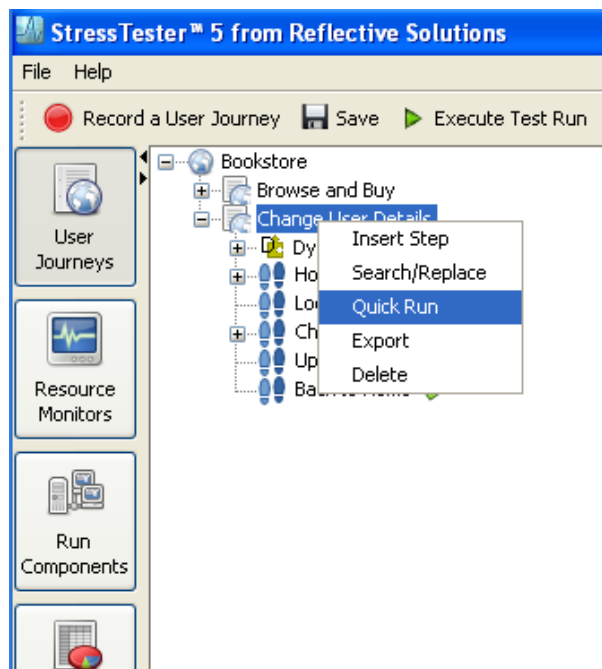 StressTester™ 5 from Reflective Solutions
File Help
Record a User Journey Save Execute Test Run
User
Journeys
Resource
Monitors
Run
Components
Bookstore
Browse and Buy
Change User Details
Insert Step
Search/Replace
Quick Run
Export
Delete